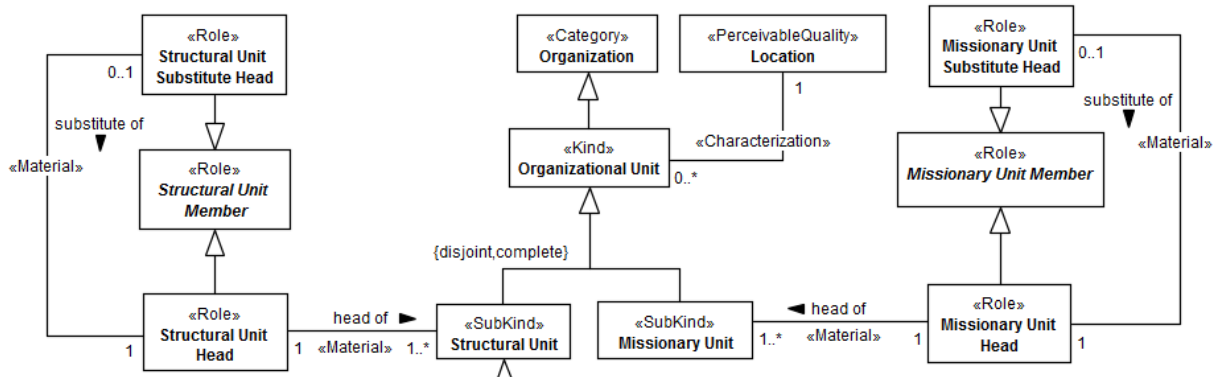 «Role»
Structural Unit
Substitute Head
0..1
substitute of
«Material»
«Role»
Structural Unit
Member
«Role»
Structural Unit
Head
1
1
head of
«Material»
1..*
«Category»
Organization
«PerceivableQuality»
Location
1
«Characterization»
«Kind»
Organizational Unit
0..*
{disjoint,complete}
«SubKind»
Structural Unit
«SubKind»
Missionary Unit
1..*
head of
«Material»
1
«Role»
Missionary Unit
Substitute Head
0..1
substitute of
«Material»
«Role»
Missionary Unit Member
«Role»
Missionary Unit
Head
1